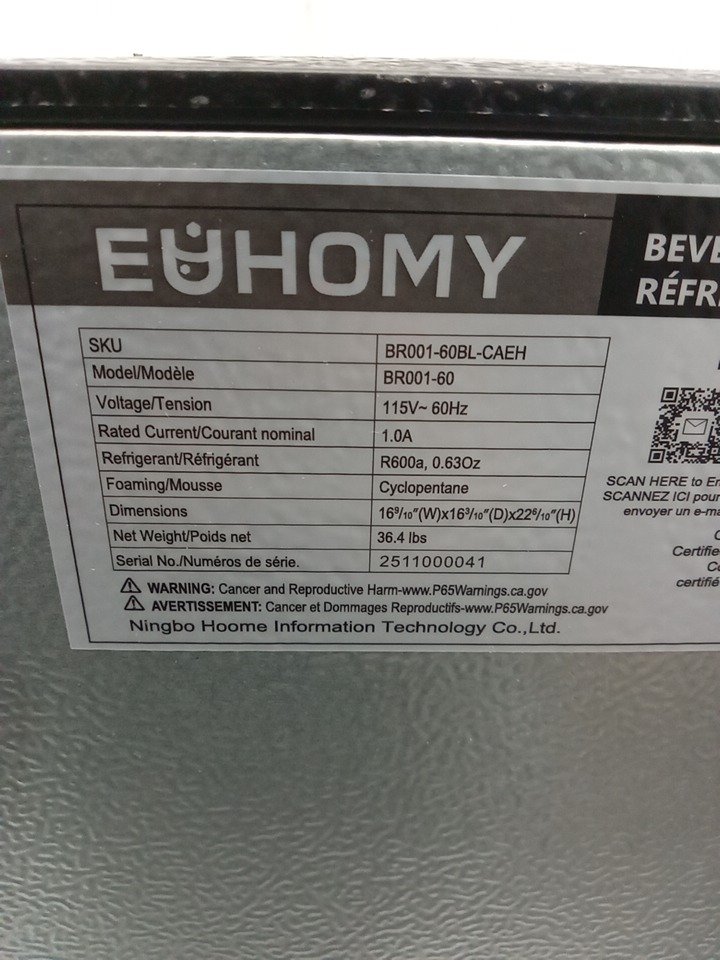 EUHOMY
BEVE
RÉFR
SKU BR001-60BL-CAEH
Model/Modèle BR001-60
Voltage/Tension 115V~ 60Hz
Rated Current/Courant nominal 1.0A
Refrigerant/Réfrigérant R600a, 0.63Oz
Foaming/Mousse Cyclopentane
Dimensions 16⁹/₁₀"(W)x16³/₁₀"(D)x22⁶/₁₀"(H)
Net Weight/Poids net 36.4 lbs
Serial No./Numéros de série. 2511000041
⚠ WARNING: Cancer and Reproductive Harm-www.P65Warnings.ca.gov
⚠ AVERTISSEMENT: Cancer et Dommages Reproductifs-www.P65Warnings.ca.gov
Ningbo Hoome Information Technology Co.,Ltd.
SCAN HERE to Em
SCANNEZ ICI pour
envoyer un e-ma
C
Certifie
Co
certifié